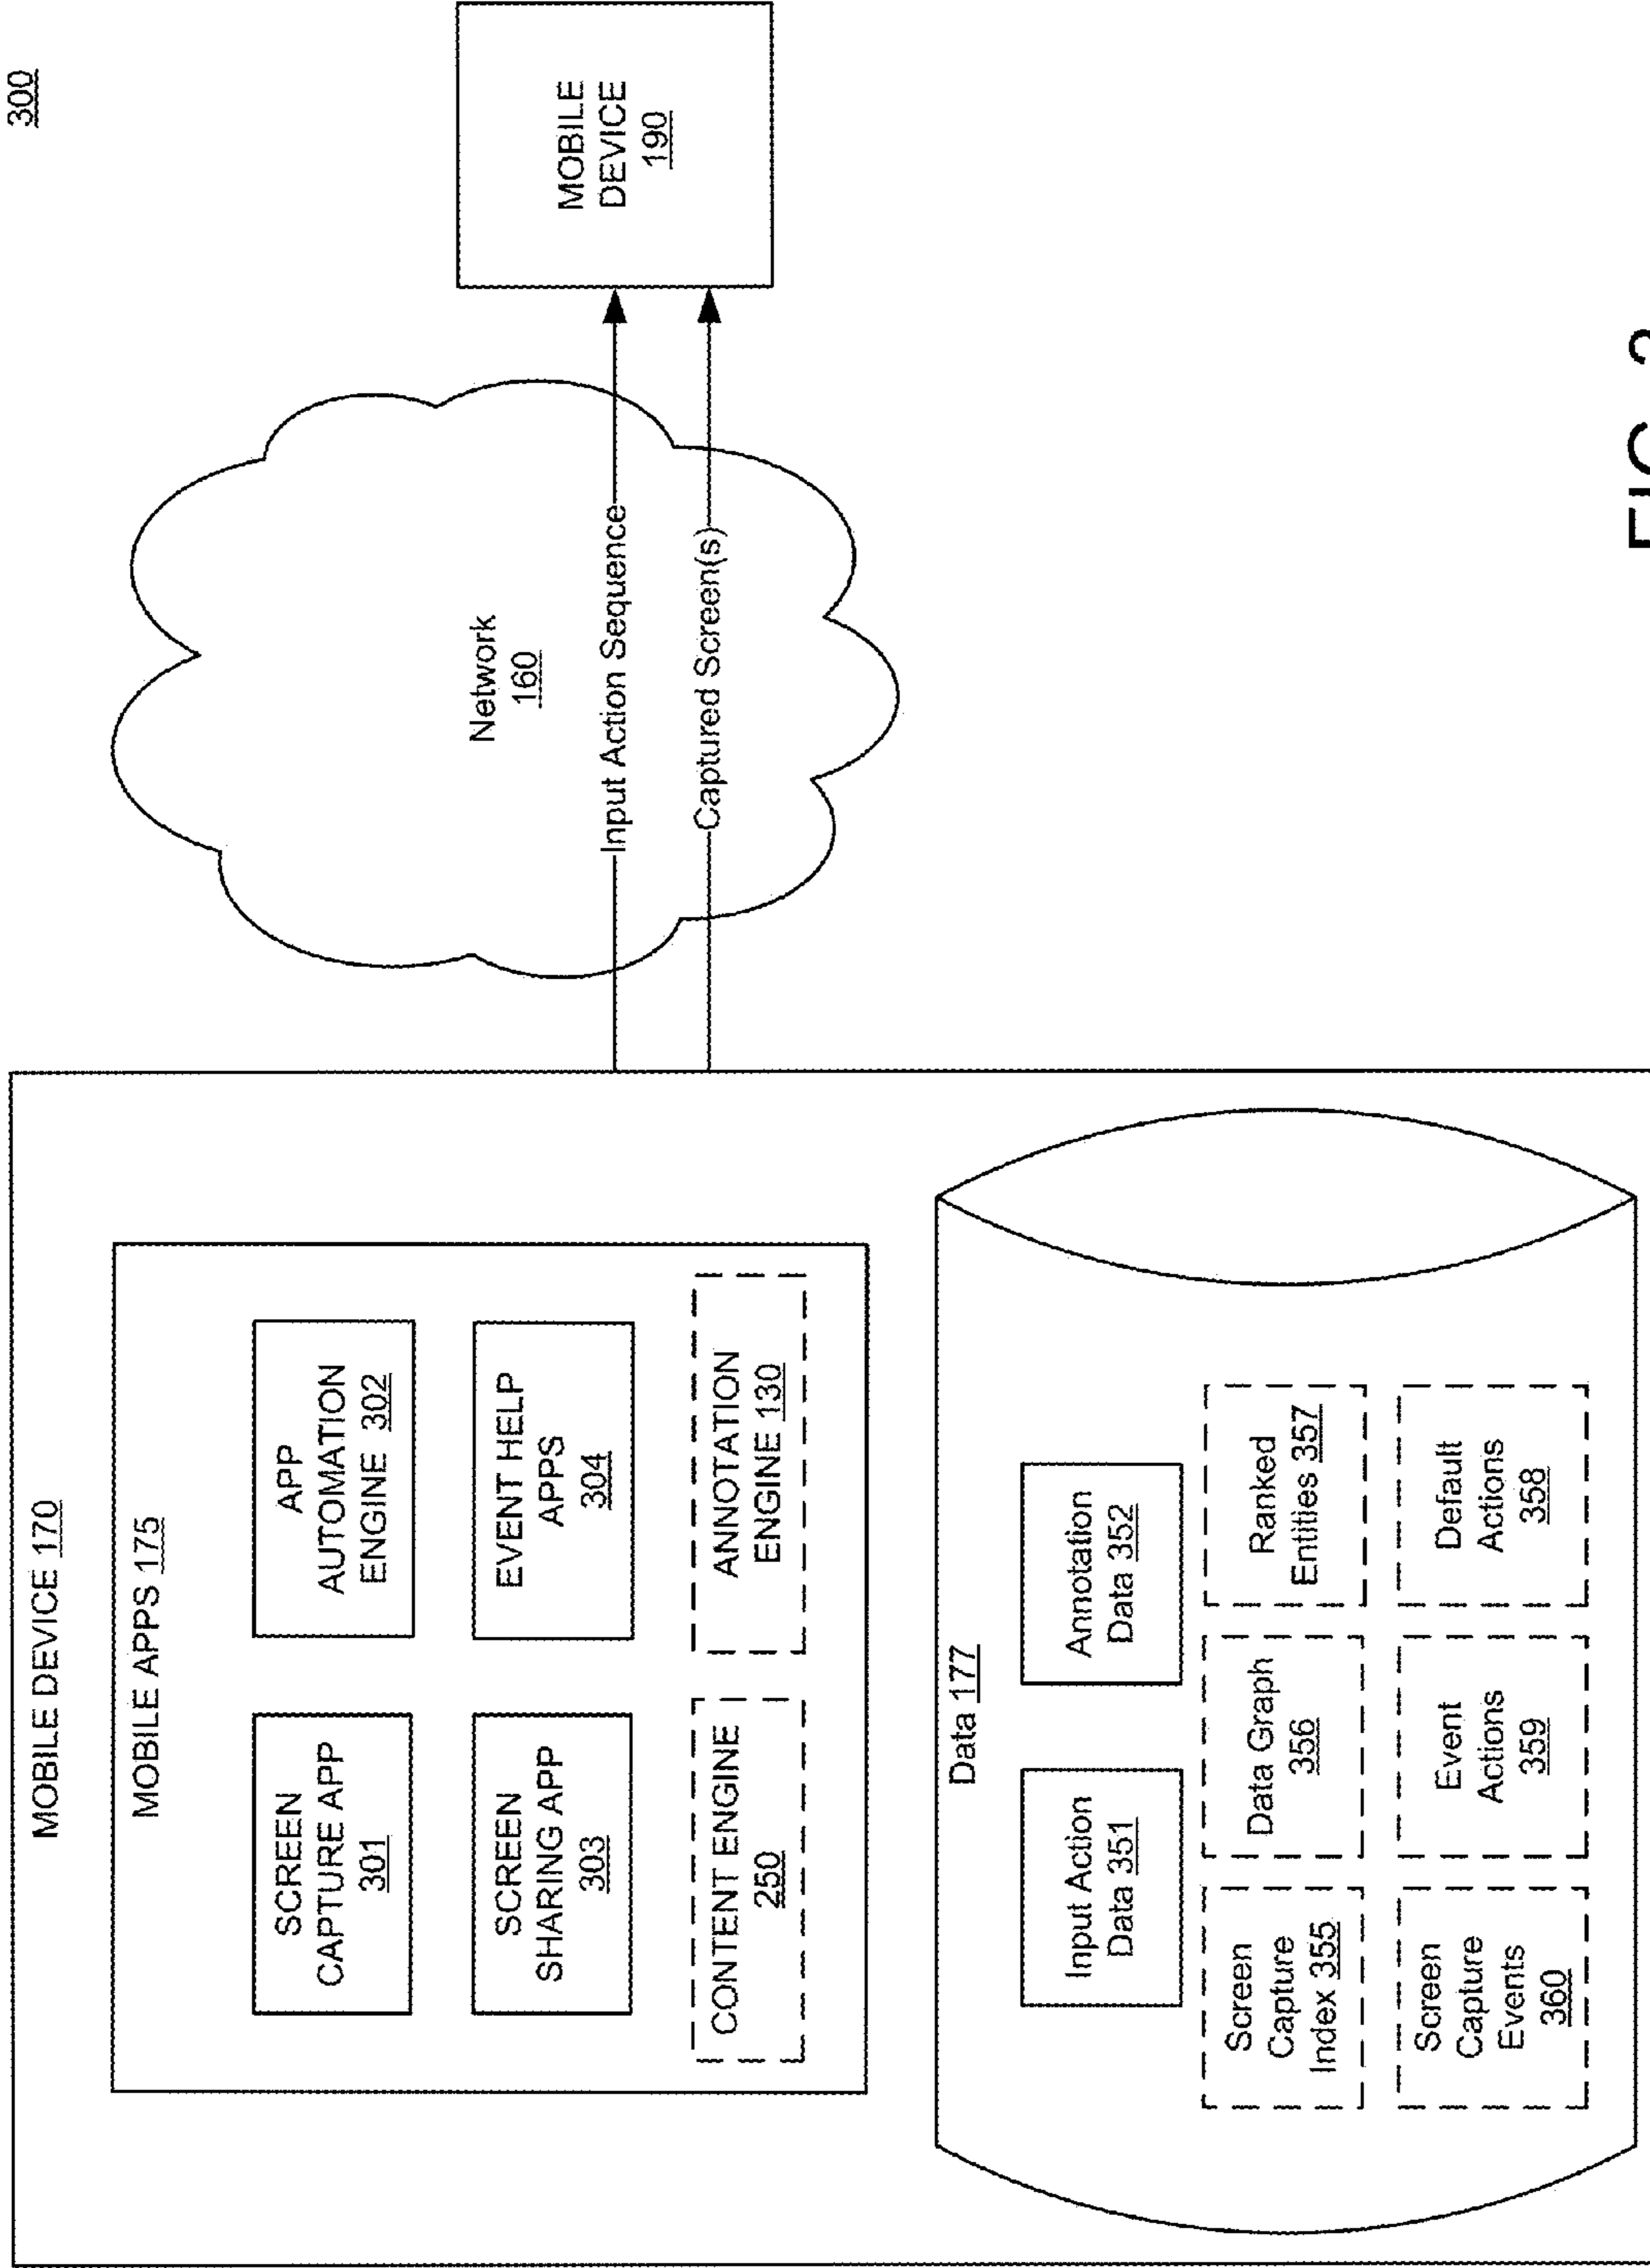 300
MOBILE DEVICE 170
MOBILE APPS 175
SCREEN
CAPTURE APP
301
APP
AUTOMATION
ENGINE 302
SCREEN
SHARING APP
303
EVENT HELP
APPS
304
CONTENT ENGINE
250
ANNOTATION
ENGINE 130
Data 177
Input Action
Data 351
Annotation
Data 352
Screen
Capture
Index 355
Data Graph
356
Ranked
Entities 357
Screen
Capture
Events
360
Event
Actions
359
Default
Actions
358
Network
160
Input Action Sequence
Captured Screen(s)
MOBILE
DEVICE
190
FIG.